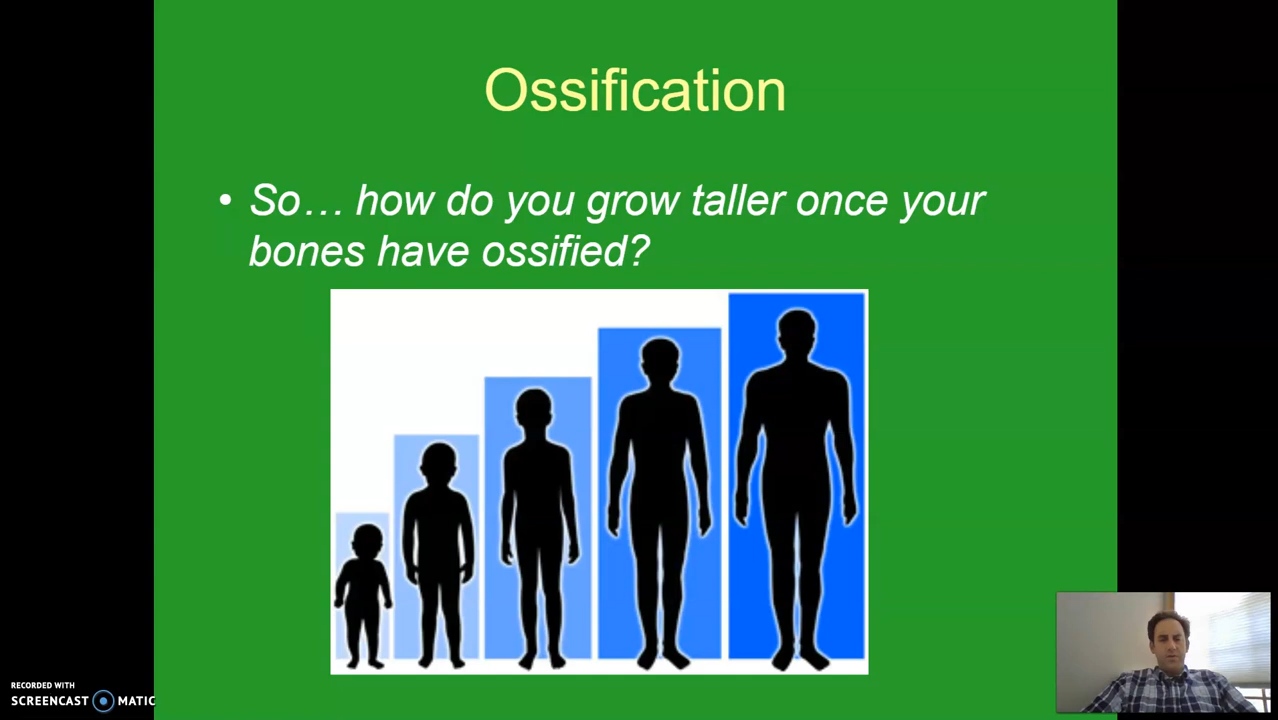 Ossification
• So… how do you grow taller once your
bones have ossified?
RECORDED WITH
SCREENCAST MATIC